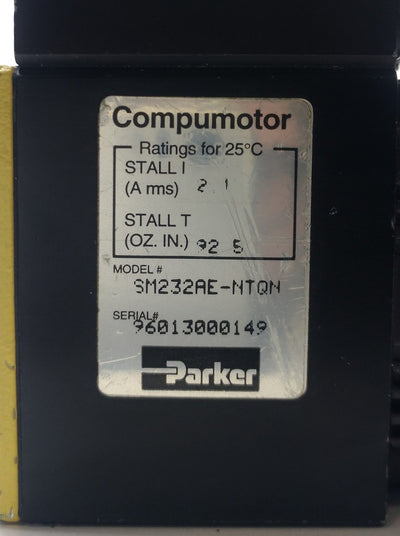 Compumotor
Ratings for 25°C
STALL I
(A rms) 2.1
STALL T
(OZ. IN.) 92 5
MODEL #
SM232AE-NTQN
SERIAL#
96013000149
Parker